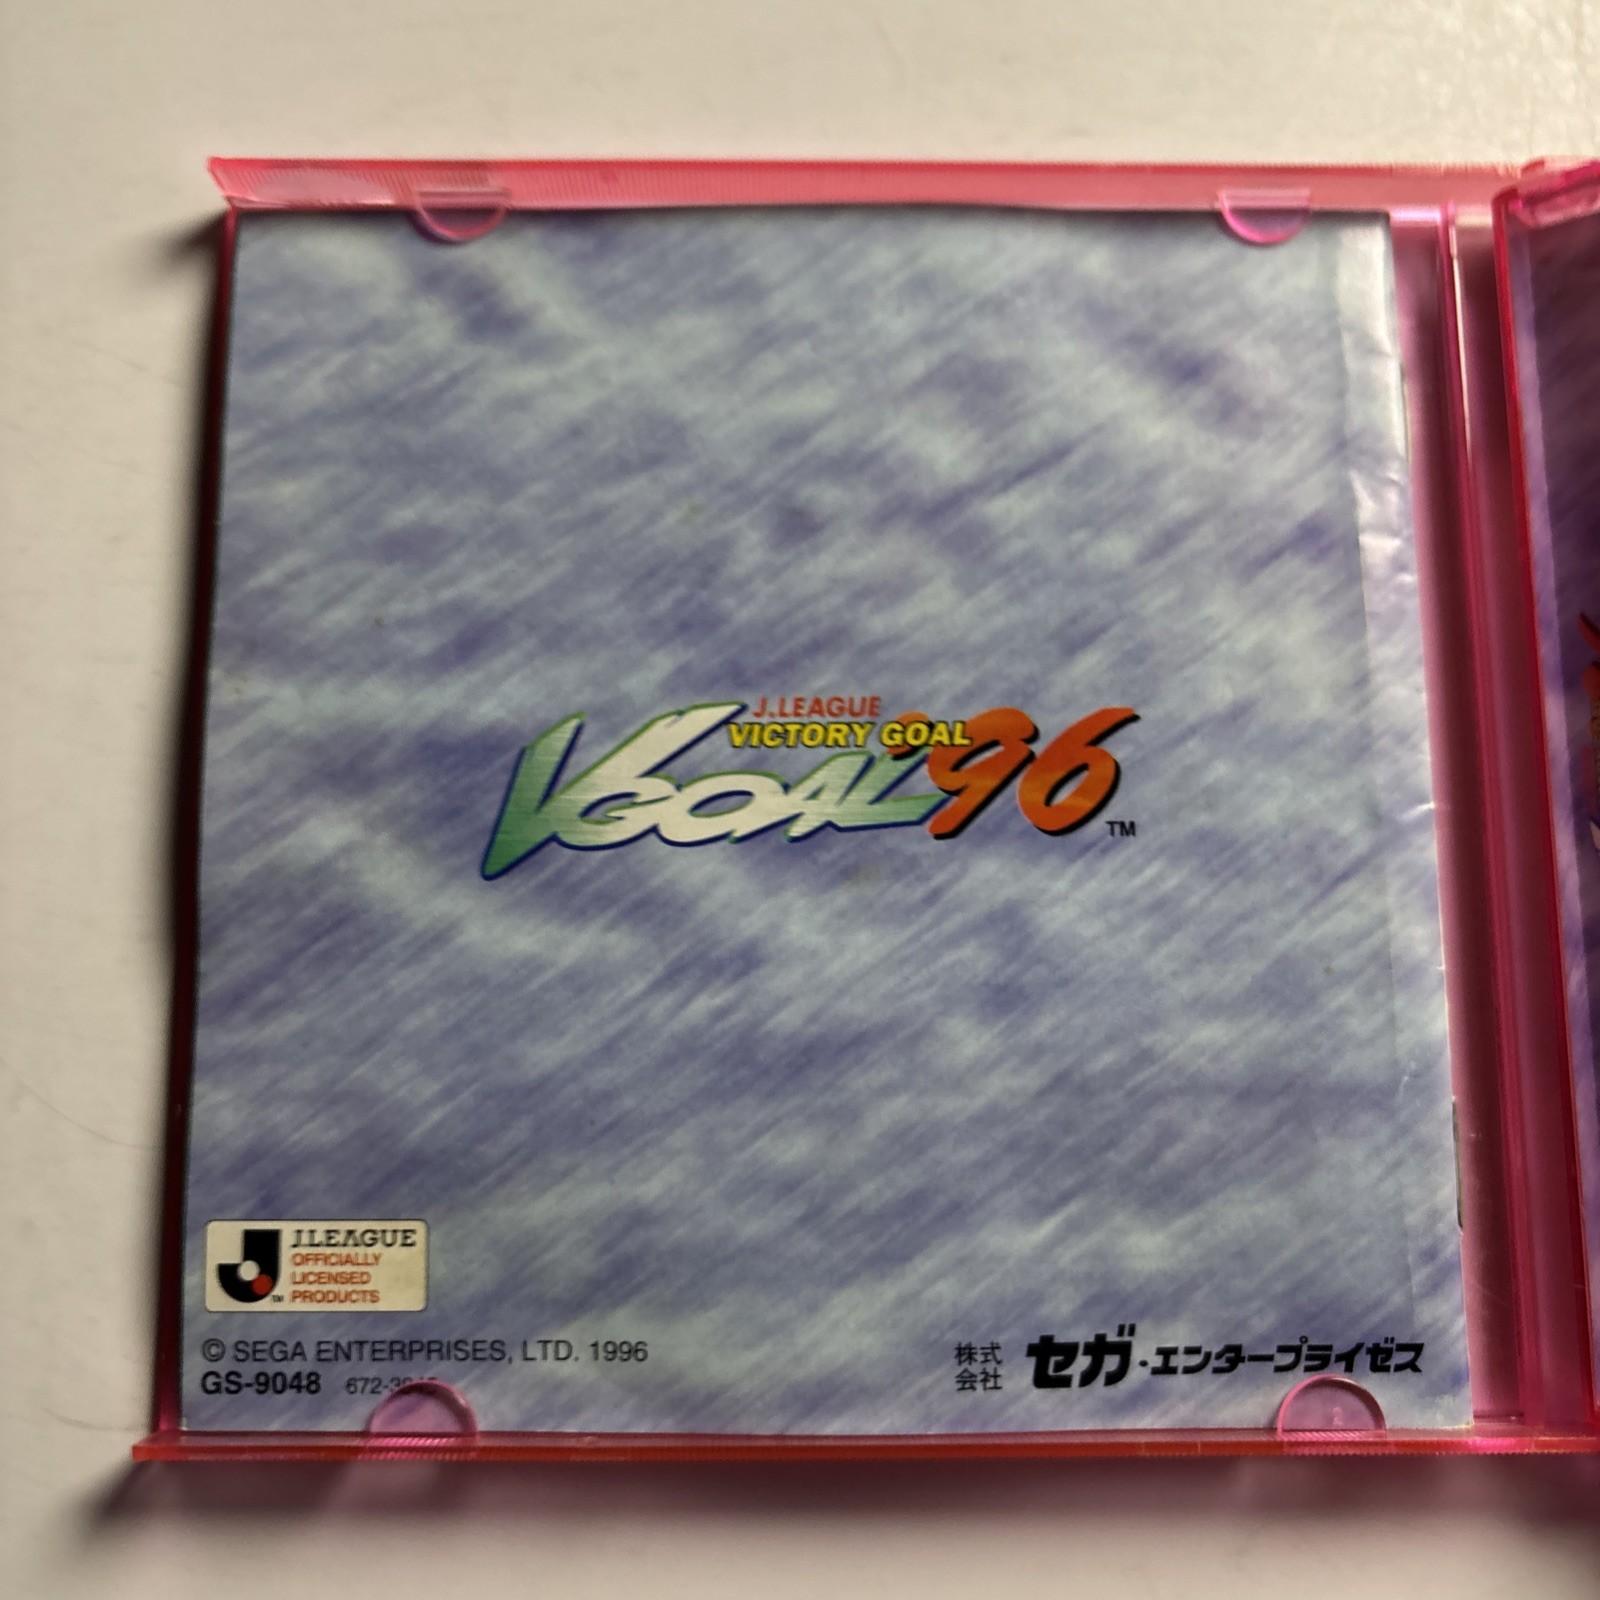 J.LEAGUE
VICTORY GOAL
VGOAL '96 TM
J.LEAGUE
OFFICIALLY
LICENSED
TM PRODUCTS
© SEGA ENTERPRISES, LTD. 1996
GS-9048
株式会社 セガ・エンタープライゼス